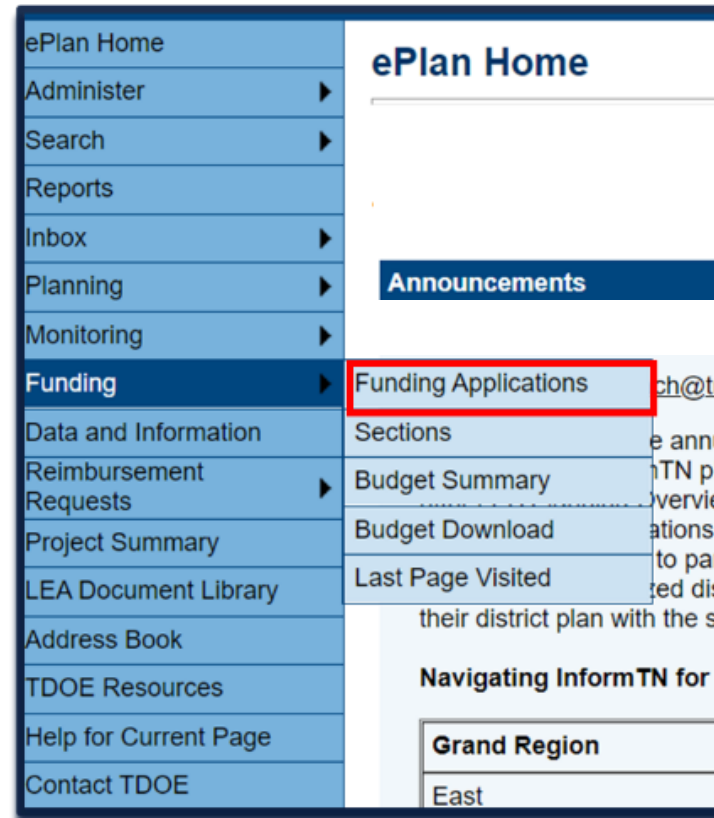 ePlan Home
Administer
Search
Reports
Inbox
Planning
Monitoring
Funding
Data and Information
Reimbursement
Requests
Project Summary
LEA Document Library
Address Book
TDOE Resources
Help for Current Page
Contact TDOE
Funding Applications
Sections
Budget Summary
Budget Download
Last Page Visited
ePlan Home
Announcements
their district plan with the
Navigating InformTN for
Grand Region
East